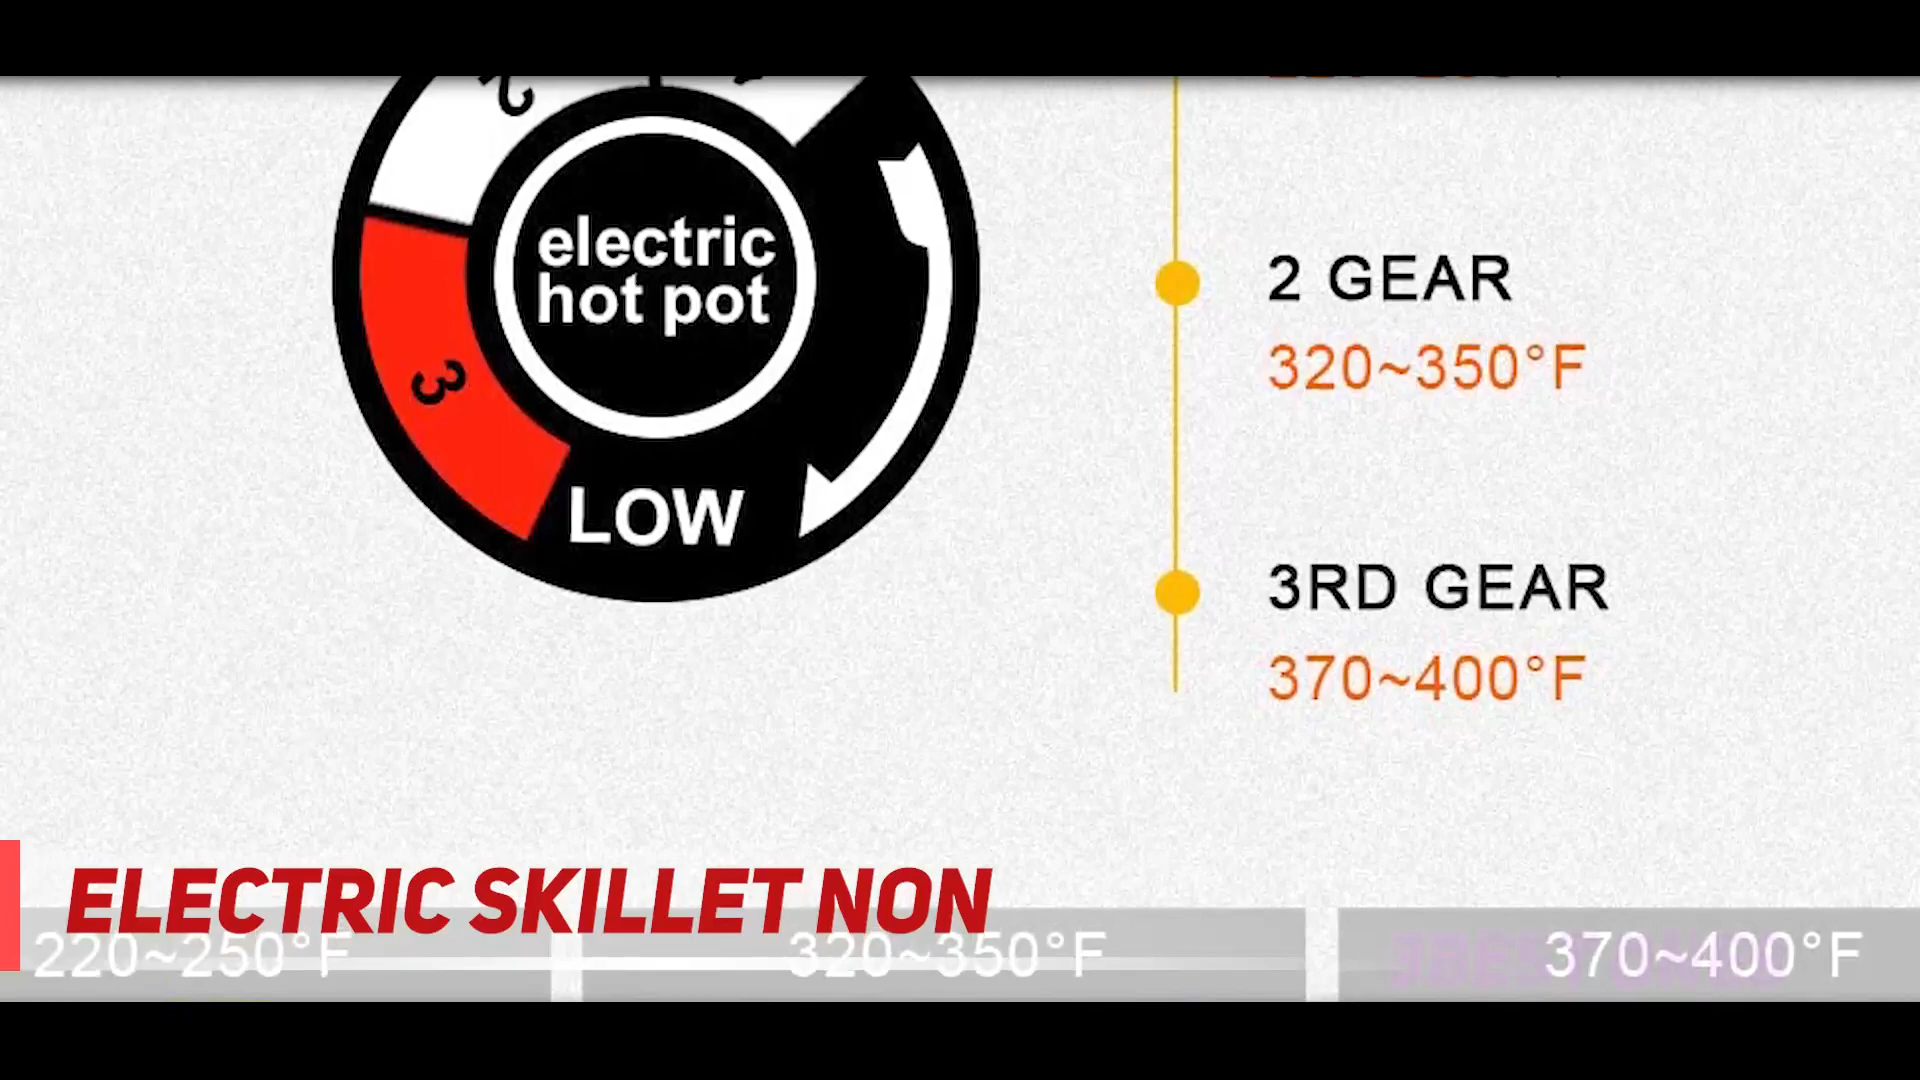 2
electric
hot pot
3
LOW
2 GEAR
320~350°F
3RD GEAR
370~400°F
ELECTRIC SKILLET NON
220~250°F
320~350°F
370~400°F